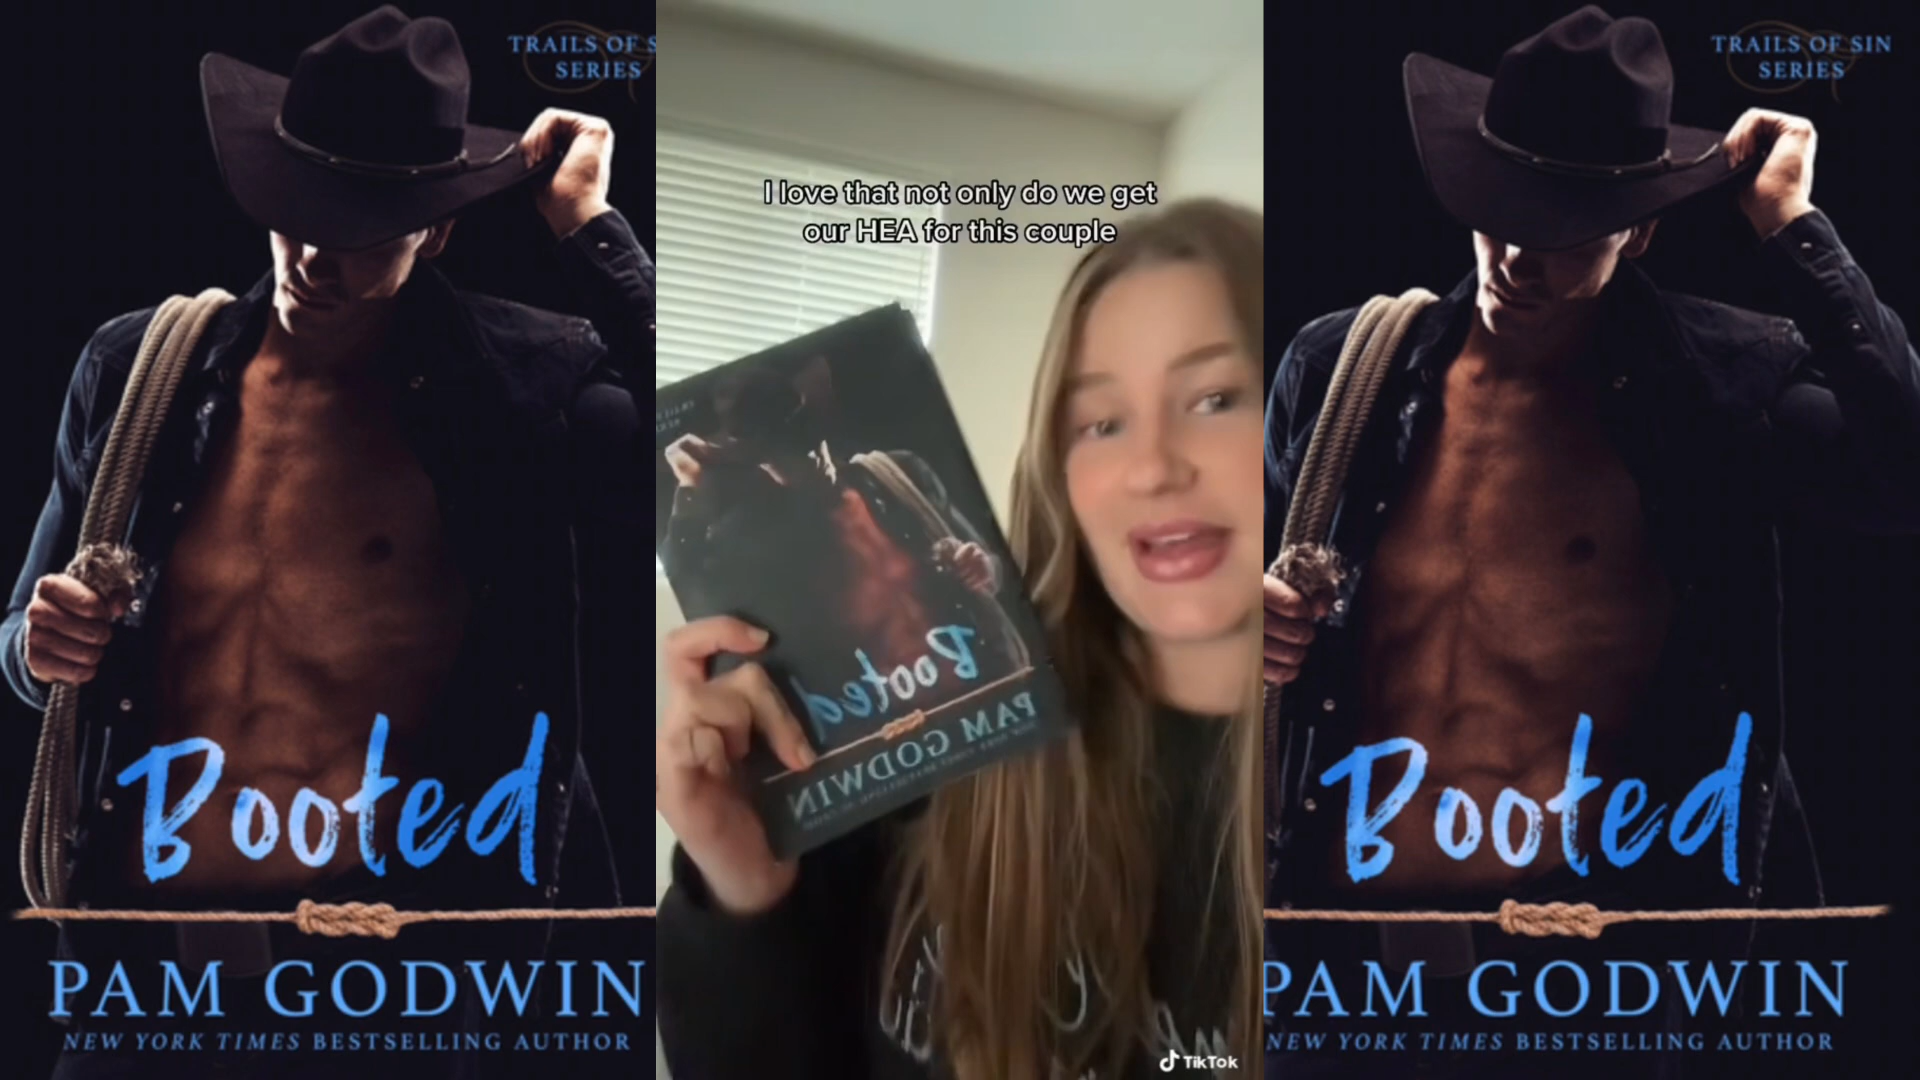 TRAILS OF S
SERIES
Booted
PAM GODWIN
NEW YORK TIMES BESTSELLING AUTHOR
I love that not only do we get
our HEA for this couple
Booted
PAM GODWIN
TikTok
TRAILS OF SIN
SERIES
Booted
PAM GODWIN
NEW YORK TIMES BESTSELLING AUTHOR